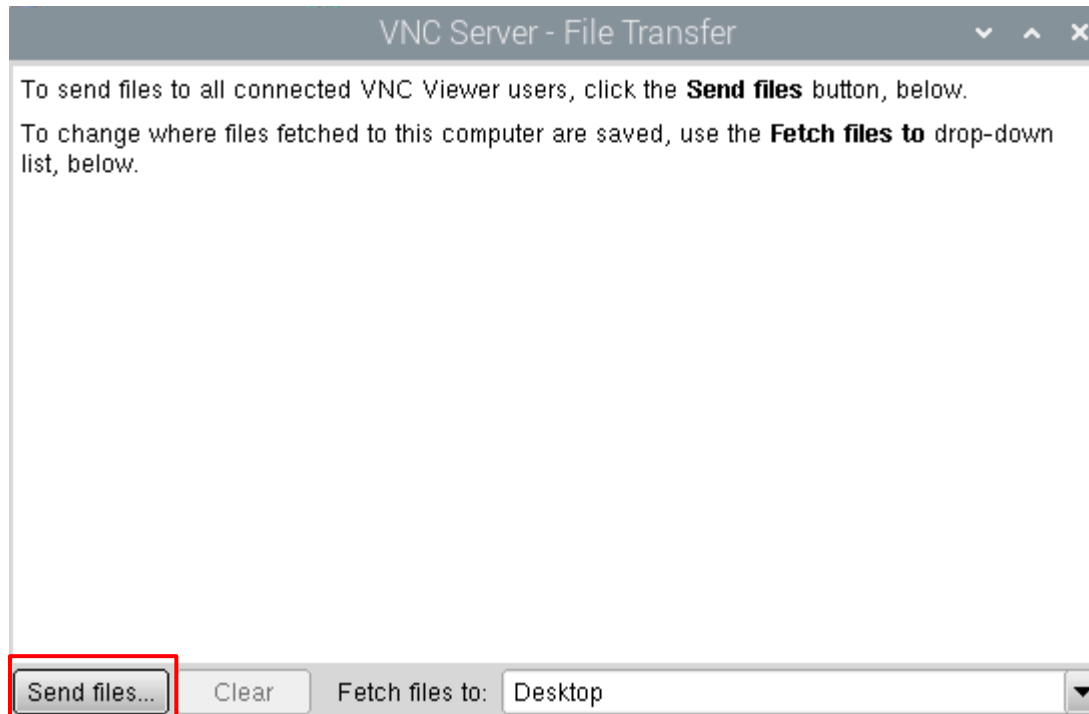 VNC Server - File Transfer
To send files to all connected VNC Viewer users, click the Send files button, below.
To change where files fetched to this computer are saved, use the Fetch files to drop-down
list, below.
Send files... Clear Fetch files to: Desktop